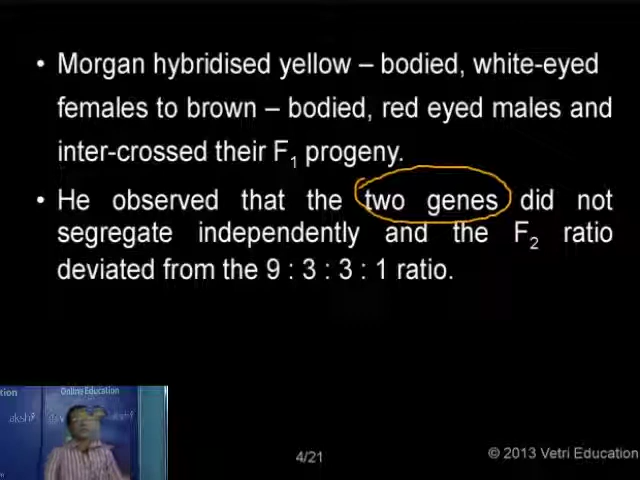 • Morgan hybridised yellow – bodied, white-eyed
females to brown – bodied, red eyed males and
inter-crossed their F1 progeny.
• He observed that the two genes did not
segregate independently and the F2 ratio
deviated from the 9 : 3 : 3 : 1 ratio.
Online Education
4/21
© 2013 Vetri Education